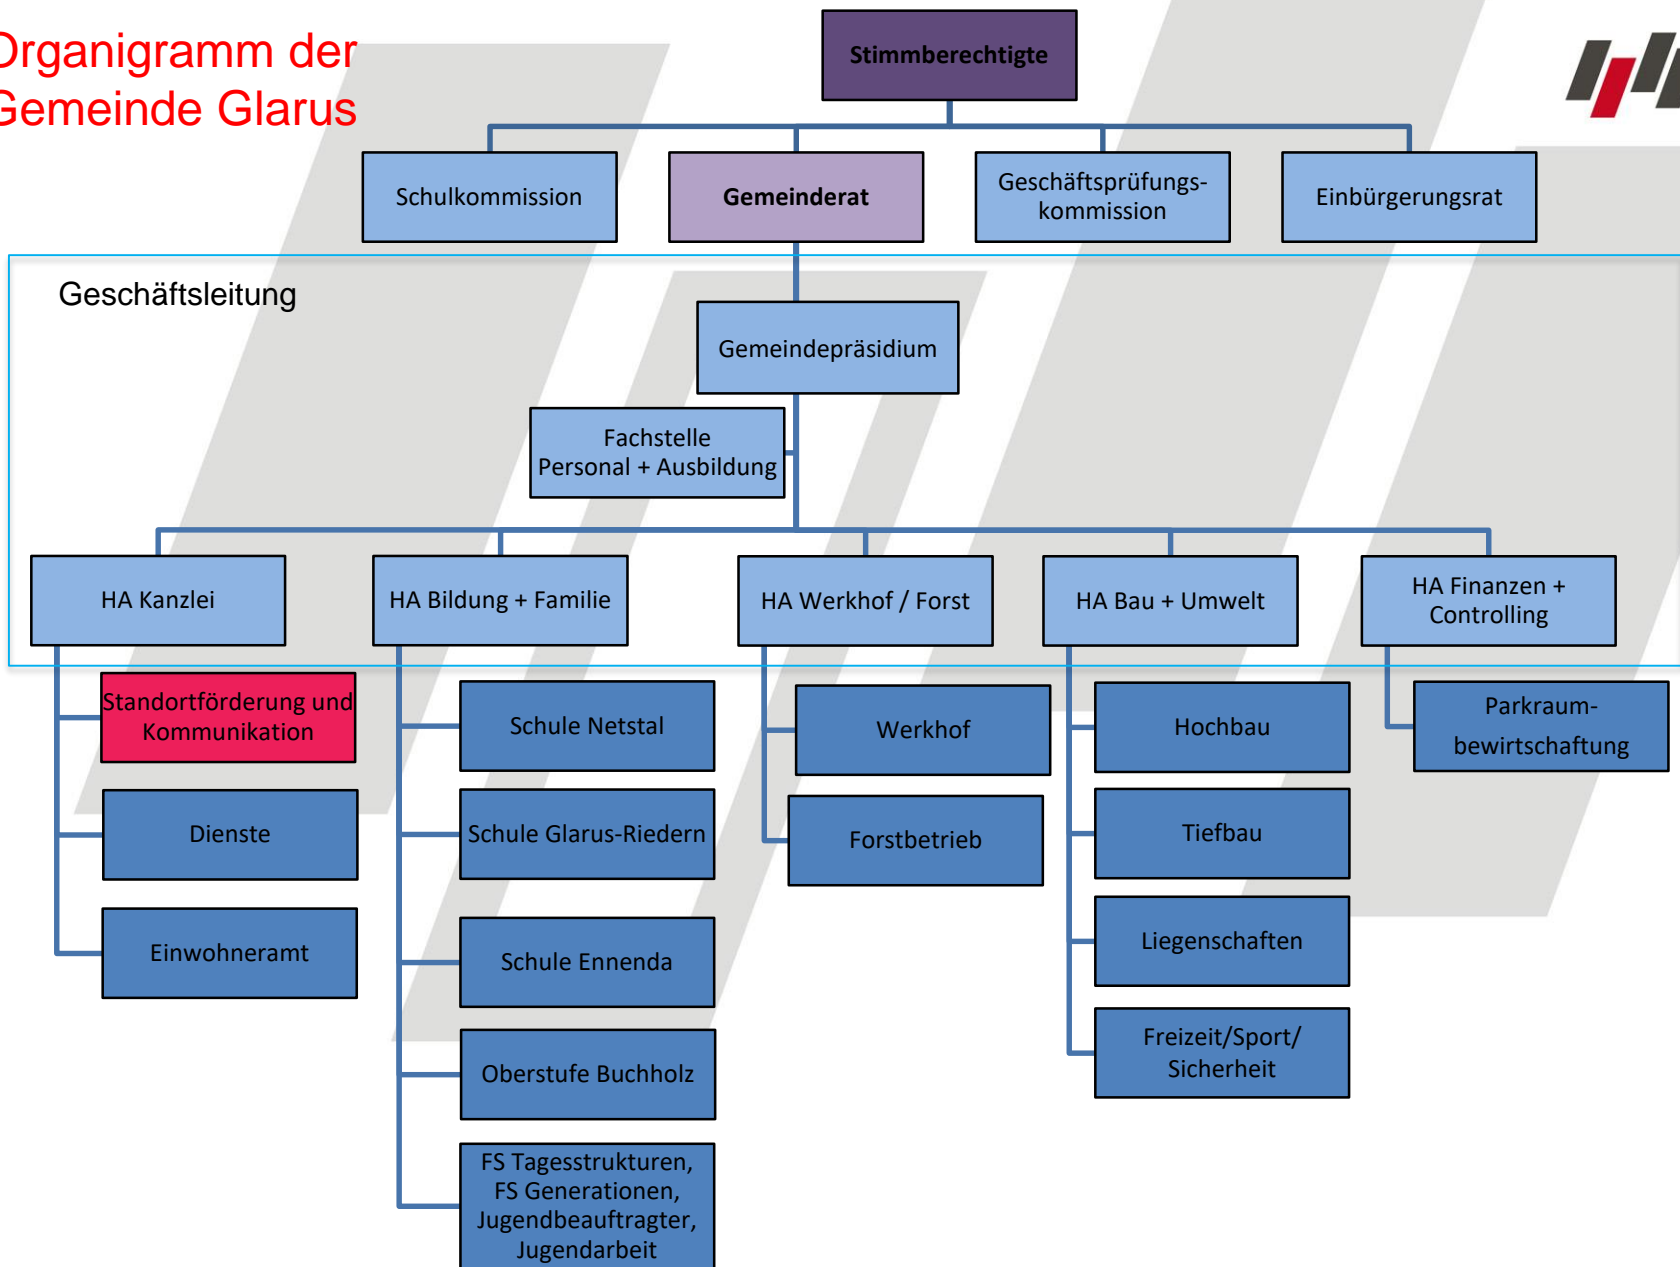 Organigramm der
Gemeinde Glarus
Stimmberechtigte
Schulkommission
Gemeinderat
Geschäftsprüfungs-
kommission
Einbürgerungsrat
Geschäftsleitung
Gemeindepräsidium
Fachstelle
Personal + Ausbildung
HA Kanzlei
HA Bildung + Familie
HA Werkhof / Forst
HA Bau + Umwelt
HA Finanzen +
Controlling
Standortförderung und
Kommunikation
Dienste
Einwohneramt
Schule Netstal
Schule Glarus-Riedern
Schule Ennenda
Oberstufe Buchholz
FS Tagesstrukturen,
FS Generationen,
Jugendbeauftragter,
Jugendarbeit
Werkhof
Forstbetrieb
Hochbau
Tiefbau
Liegenschaften
Freizeit/Sport/
Sicherheit
Parkraum-
bewirtschaftung